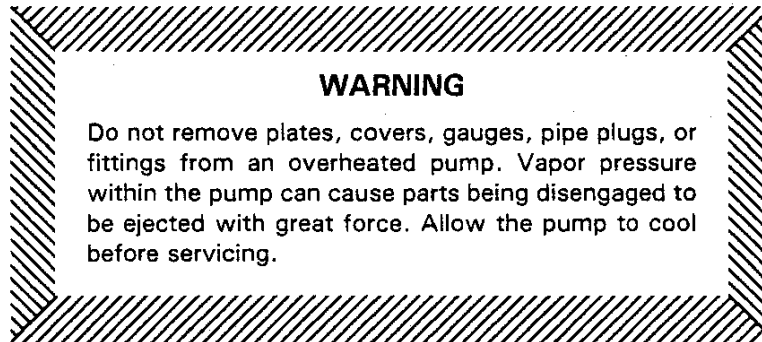 WARNING
Do not remove plates, covers, gauges, pipe plugs, or
fittings from an overheated pump. Vapor pressure
within the pump can cause parts being disengaged to
be ejected with great force. Allow the pump to cool
before servicing.